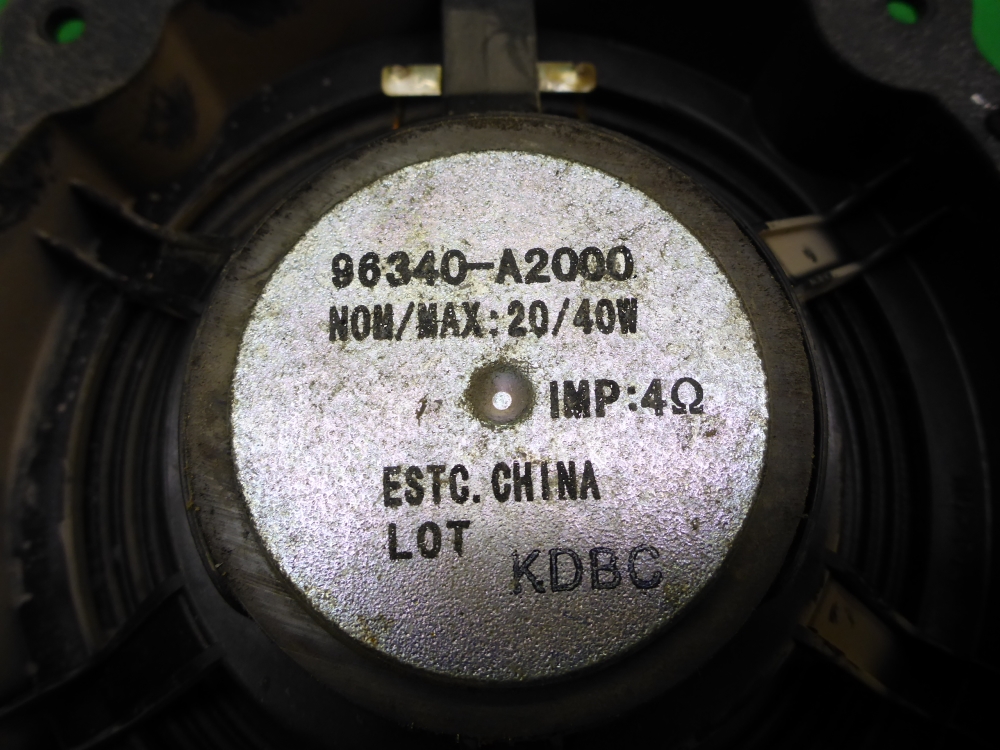 96340-A2000
NOM/MAX:20/40W
IMP:4Ω
ESTC.CHINA
LOT KDBC